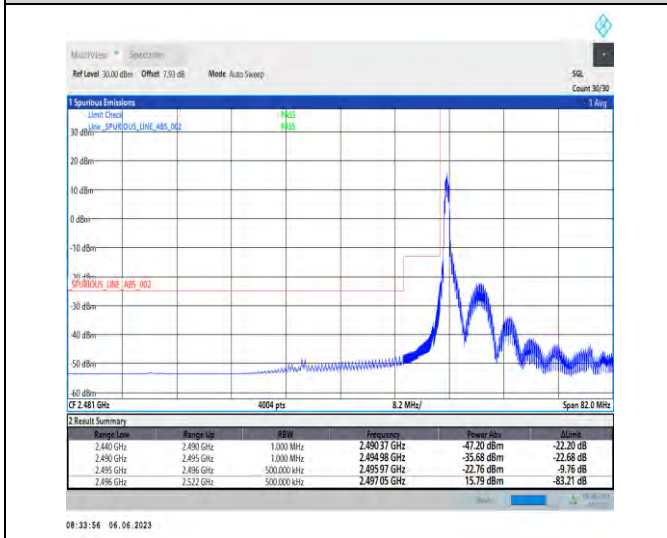 MultiView Spectrum
Ref Level 30.00 dBm Offset 7.93 dB Mode Auto Sweep SGL
Count 30/30
1 Spurious Emissions 1 Avg
Limit Check PASS
Line _SPURIOUS_LINE_ABS_002 PASS
30 dBm
20 dBm
10 dBm
0 dBm
-10 dBm
-20 dBm
SPURIOUS_LINE_ABS_002
-30 dBm
-40 dBm
-50 dBm
-60 dBm
CF 2.481 GHz 4004 pts 8.2 MHz/ Span 82.0 MHz
2 Result Summary
Range Low Range Up RBW Frequency Power Abs ΔLimit
2.440 GHz 2.490 GHz 1.000 MHz 2.490 37 GHz -47.20 dBm -22.20 dB
2.490 GHz 2.495 GHz 1.000 MHz 2.494 98 GHz -35.68 dBm -22.68 dB
2.495 GHz 2.496 GHz 500.000 kHz 2.495 97 GHz -22.76 dBm -9.76 dB
2.496 GHz 2.522 GHz 500.000 kHz 2.497 05 GHz 15.79 dBm -83.21 dB
08:33:56 06.06.2023